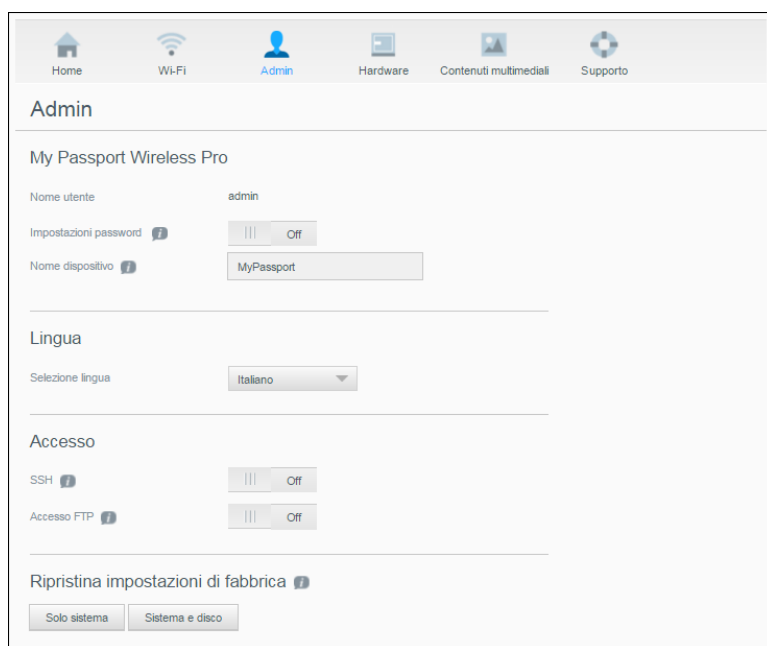 Home Wi-Fi Admin Hardware Contenuti multimediali Supporto
Admin
My Passport Wireless Pro
Nome utente admin
Impostazioni password i Off
Nome dispositivo i MyPassport
Lingua
Selezione lingua Italiano
Accesso
SSH i Off
Accesso FTP i Off
Ripristina impostazioni di fabbrica i
Solo sistema Sistema e disco